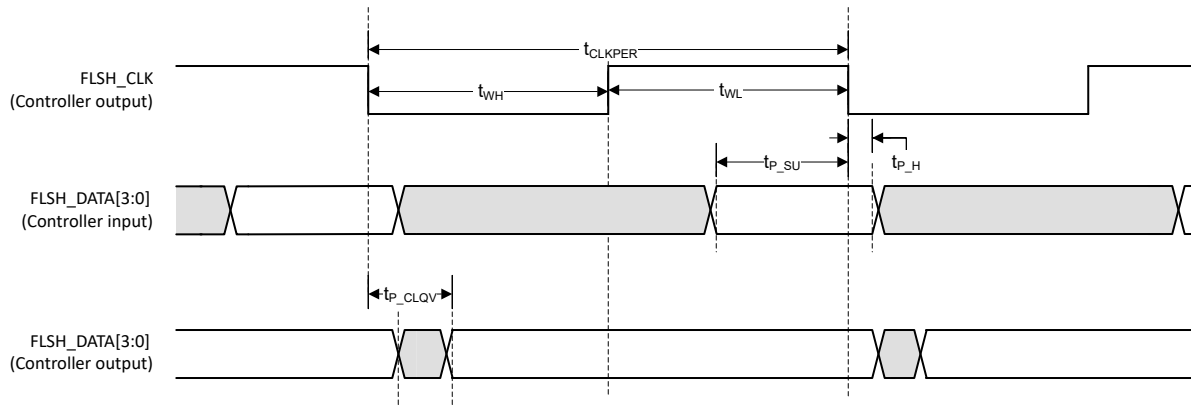 tCLKPER
FLSH_CLK
(Controller output)
tWH
tWL
tP_SU
tP_H
FLSH_DATA[3:0]
(Controller input)
tP_CLQV
FLSH_DATA[3:0]
(Controller output)